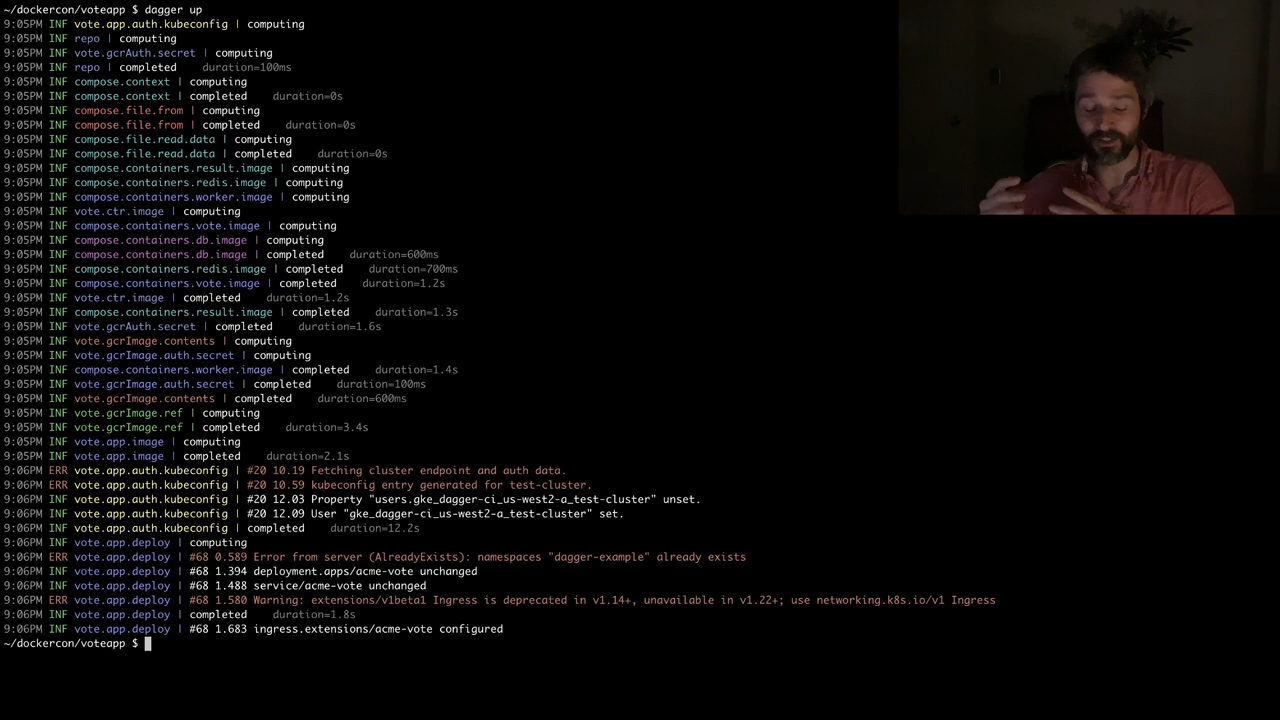 ~/dockercon/voteapp $ dagger up
9:05PM INF vote.app.auth.kubeconfig | computing
9:05PM INF repo | computing
9:05PM INF vote.gcrAuth.secret | computing
9:05PM INF repo | completed    duration=100ms
9:05PM INF compose.context | computing
9:05PM INF compose.context | completed    duration=0s
9:05PM INF compose.file.from | computing
9:05PM INF compose.file.from | completed    duration=0s
9:05PM INF compose.file.read.data | computing
9:05PM INF compose.file.read.data | completed    duration=0s
9:05PM INF compose.containers.result.image | computing
9:05PM INF compose.containers.redis.image | computing
9:05PM INF compose.containers.worker.image | computing
9:05PM INF vote.ctr.image | computing
9:05PM INF compose.containers.vote.image | computing
9:05PM INF compose.containers.db.image | computing
9:05PM INF compose.containers.db.image | completed    duration=600ms
9:05PM INF compose.containers.redis.image | completed    duration=700ms
9:05PM INF compose.containers.vote.image | completed    duration=1.2s
9:05PM INF vote.ctr.image | completed    duration=1.2s
9:05PM INF compose.containers.result.image | completed    duration=1.3s
9:05PM INF vote.gcrAuth.secret | completed    duration=1.6s
9:05PM INF vote.gcrImage.contents | computing
9:05PM INF vote.gcrImage.auth.secret | computing
9:05PM INF compose.containers.worker.image | completed    duration=1.4s
9:05PM INF vote.gcrImage.auth.secret | completed    duration=100ms
9:05PM INF vote.gcrImage.contents | completed    duration=600ms
9:05PM INF vote.gcrImage.ref | computing
9:05PM INF vote.gcrImage.ref | completed    duration=3.4s
9:05PM INF vote.app.image | computing
9:05PM INF vote.app.image | completed    duration=2.1s
9:06PM ERR vote.app.auth.kubeconfig | #20 10.19 Fetching cluster endpoint and auth data.
9:06PM ERR vote.app.auth.kubeconfig | #20 10.59 kubeconfig entry generated for test-cluster.
9:06PM INF vote.app.auth.kubeconfig | #20 12.03 Property "users.gke_dagger-ci_us-west2-a_test-cluster" unset.
9:06PM INF vote.app.auth.kubeconfig | #20 12.09 User "gke_dagger-ci_us-west2-a_test-cluster" set.
9:06PM INF vote.app.auth.kubeconfig | completed    duration=12.2s
9:06PM INF vote.app.deploy | computing
9:06PM ERR vote.app.deploy | #68 0.589 Error from server (AlreadyExists): namespaces "dagger-example" already exists
9:06PM INF vote.app.deploy | #68 1.394 deployment.apps/acme-vote unchanged
9:06PM INF vote.app.deploy | #68 1.488 service/acme-vote unchanged
9:06PM ERR vote.app.deploy | #68 1.580 Warning: extensions/v1beta1 Ingress is deprecated in v1.14+, unavailable in v1.22+; use networking.k8s.io/v1 Ingress
9:06PM INF vote.app.deploy | completed    duration=1.8s
9:06PM INF vote.app.deploy | #68 1.683 ingress.extensions/acme-vote configured
~/dockercon/voteapp $